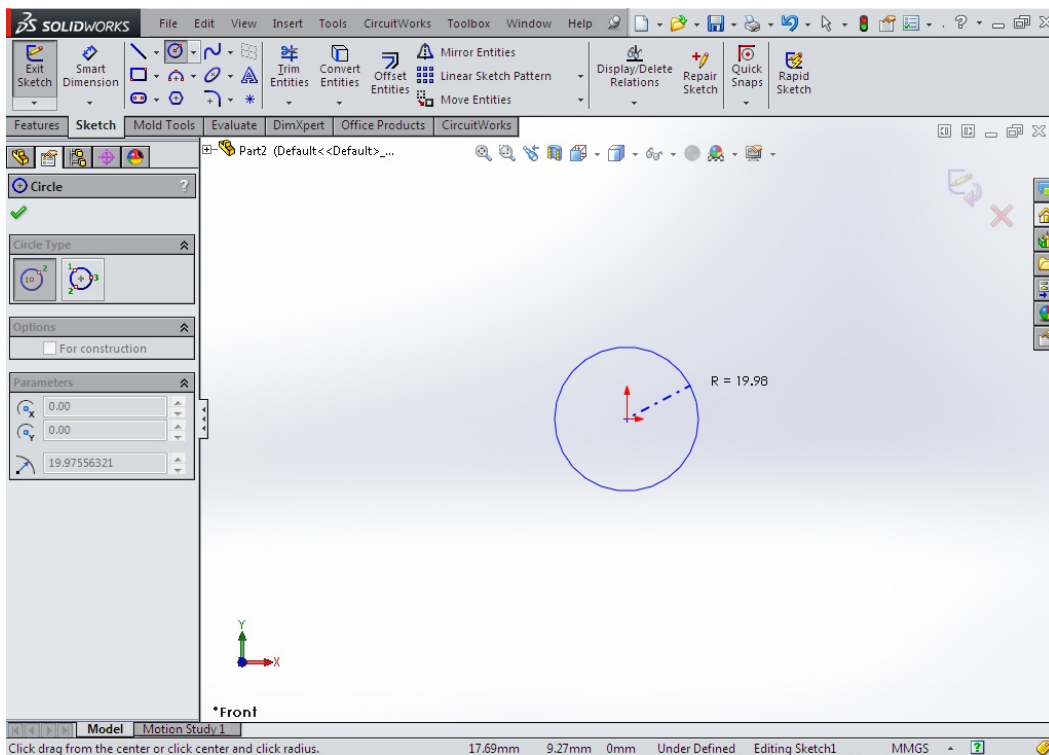 SOLIDWORKS File Edit View Insert Tools CircuitWorks Toolbox Window Help
Exit Sketch
Smart Dimension
Trim Entities
Convert Entities
Offset Entities
Mirror Entities
Linear Sketch Pattern
Move Entities
Display/Delete Relations
Repair Sketch
Quick Snaps
Rapid Sketch
Features Sketch Mold Tools Evaluate DimXpert Office Products CircuitWorks
Part2 (Default<<Default>_...
Circle ?
Circle Type
Options
For construction
Parameters
0.00
0.00
19.97556321
R = 19.98
Y
X
*Front
Model Motion Study 1
Click drag from the center or click center and click radius. 17.69mm 9.27mm 0mm Under Defined Editing Sketch1 MMGS